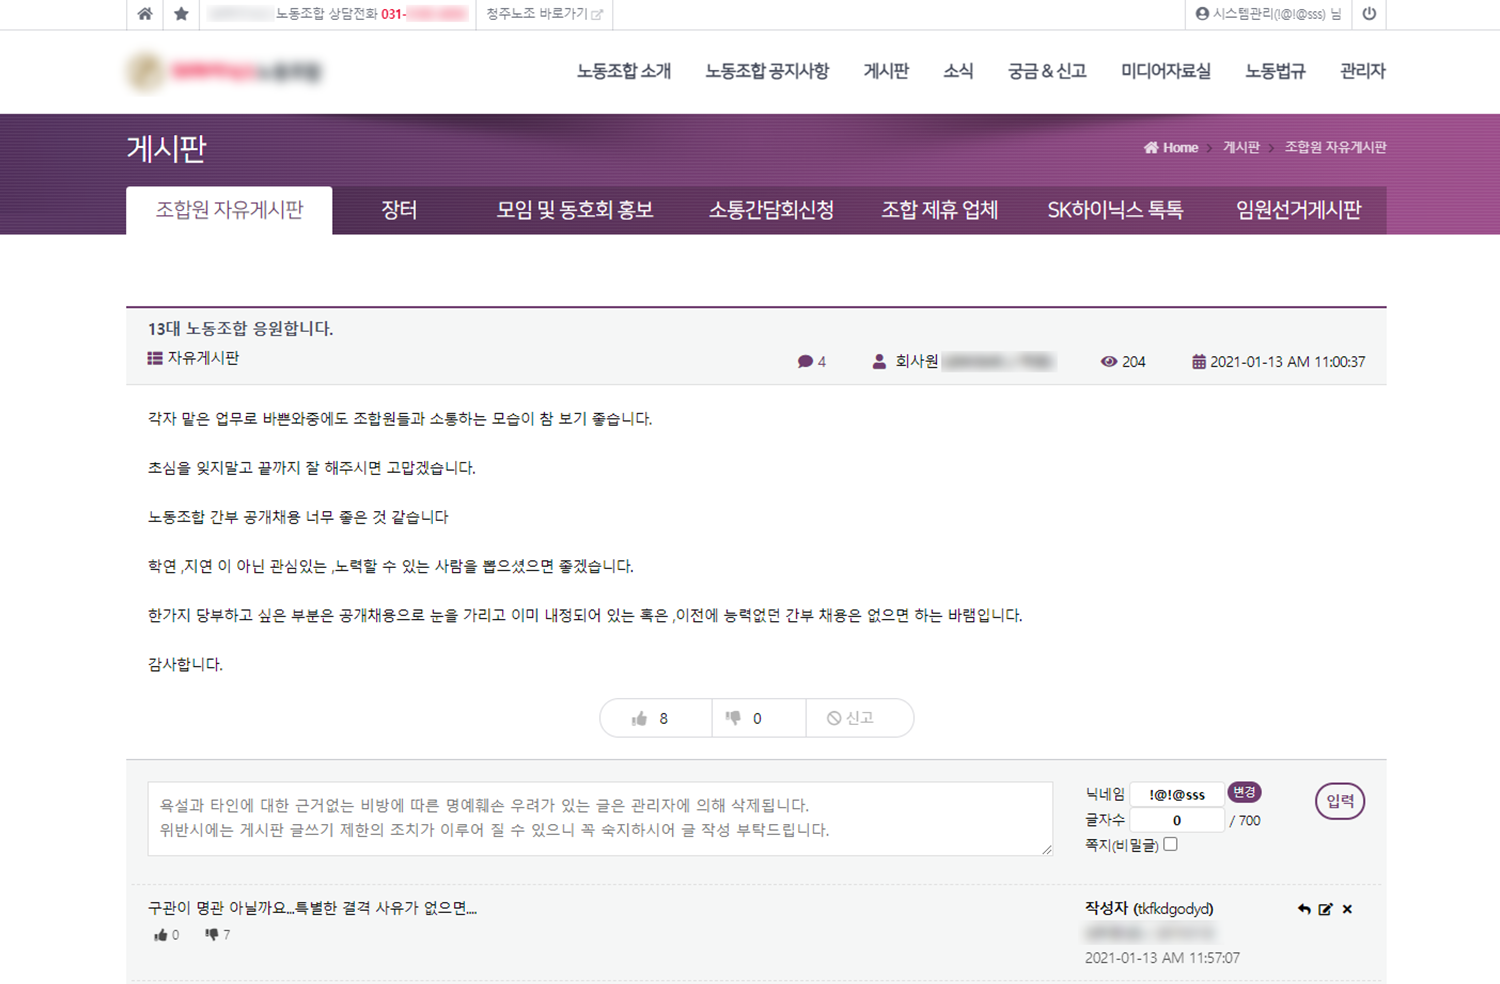 노동조합 상담전화 031-
청주노조 바로가기
시스템관리(!@!@sss) 님
노동조합 소개
노동조합 공지사항
게시판
소식
궁금 & 신고
미디어자료실
노동법규
관리자
게시판
Home > 게시판 > 조합원 자유게시판
조합원 자유게시판
장터
모임 및 동호회 홍보
소통간담회신청
조합 제휴 업체
SK하이닉스 톡톡
임원선거게시판
13대 노동조합 응원합니다.
자유게시판
4
회사원
204
2021-01-13 AM 11:00:37
각자 맡은 업무로 바쁜와중에도 조합원들과 소통하는 모습이 참 보기 좋습니다.
초심을 잊지말고 끝까지 잘 해주시면 고맙겠습니다.
노동조합 간부 공개채용 너무 좋은 것 같습니다
학연 ,지연 이 아닌 관심있는 ,노력할 수 있는 사람을 뽑으셨으면 좋겠습니다.
한가지 당부하고 싶은 부분은 공개채용으로 눈을 가리고 이미 내정되어 있는 혹은 ,이전에 능력없던 간부 채용은 없으면 하는 바램입니다.
감사합니다.
8
0
신고
욕설과 타인에 대한 근거없는 비방에 따른 명예훼손 우려가 있는 글은 관리자에 의해 삭제됩니다.
위반시에는 게시판 글쓰기 제한의 조치가 이루어 질 수 있으니 꼭 숙지하시어 글 작성 부탁드립니다.
닉네임 !@!@sss 변경
글자수 0 / 700
쪽지(비밀글)
입력
구관이 명관 아닐까요...특별한 결격 사유가 없으면....
0
7
작성자 (tkfkdgodyd)
2021-01-13 AM 11:57:07